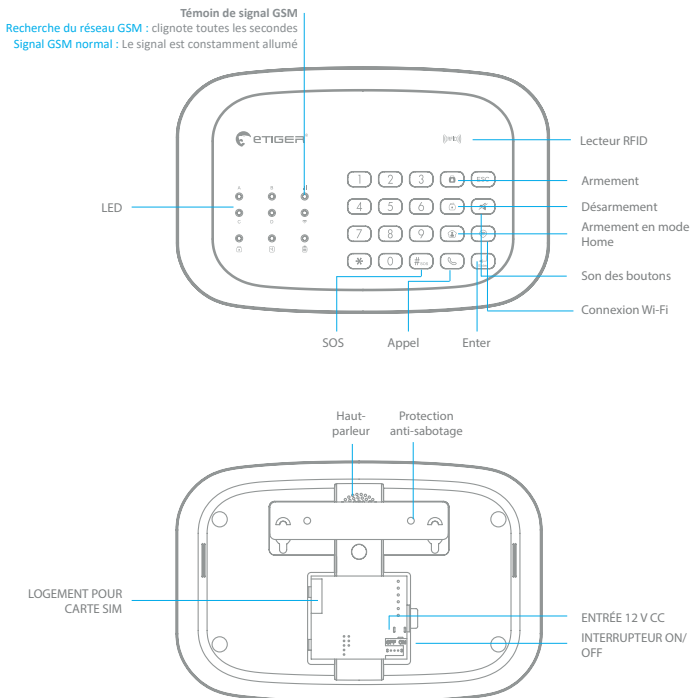 Témoin de signal GSM
Recherche du réseau GSM : clignote toutes les secondes
Signal GSM normal : Le signal est constamment allumé
eTIGER
Lecteur RFID
A B
1 2 3 ESC
Armement
LED
4 5 6
Désarmement
C D
7 8 9
Armement en mode
Home
* 0 #SOS
Son des boutons
Connexion Wi-Fi
SOS Appel Enter
Haut-
parleur
Protection
anti-sabotage
LOGEMENT POUR
CARTE SIM
ENTRÉE 12 V CC
OFF ON
INTERRUPTEUR ON/
OFF